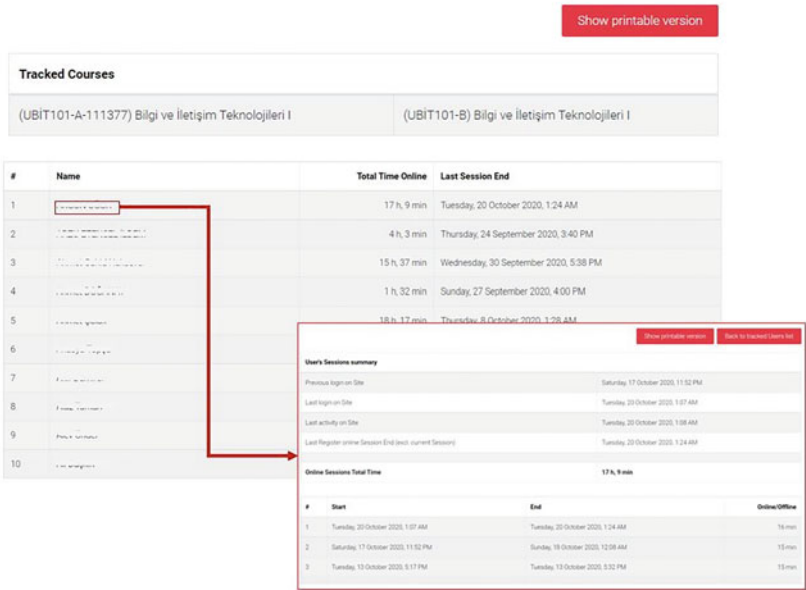 Show printable version
Tracked Courses
(UBİT101-A-111377) Bilgi ve İletişim Teknolojileri I (UBİT101-B) Bilgi ve İletişim Teknolojileri I
# Name Total Time Online Last Session End
1 17 h, 9 min Tuesday, 20 October 2020, 1:24 AM
2 4 h, 3 min Thursday, 24 September 2020, 3:40 PM
3 15 h, 37 min Wednesday, 30 September 2020, 5:38 PM
4 1 h, 32 min Sunday, 27 September 2020, 4:00 PM
5 18 h, 17 min Thursday, 8 October 2020, 1:28 AM
6
7
8
9
10
Show printable version Back to tracked Users list
User's Sessions summary
Previous login on Site Saturday, 17 October 2020, 11:52 PM
Last login on Site Tuesday, 20 October 2020, 1:07 AM
Last activity on Site Tuesday, 20 October 2020, 1:08 AM
Last Register online Session End (excl. current Session) Tuesday, 20 October 2020, 1:24 AM
Online Sessions Total Time 17 h, 9 min
# Start End Online/Offline
1 Tuesday, 20 October 2020, 1:07 AM Tuesday, 20 October 2020, 1:24 AM 16 min
2 Saturday, 17 October 2020, 11:52 PM Sunday, 18 October 2020, 12:08 AM 15 min
3 Tuesday, 13 October 2020, 5:17 PM Tuesday, 13 October 2020, 5:32 PM 15 min